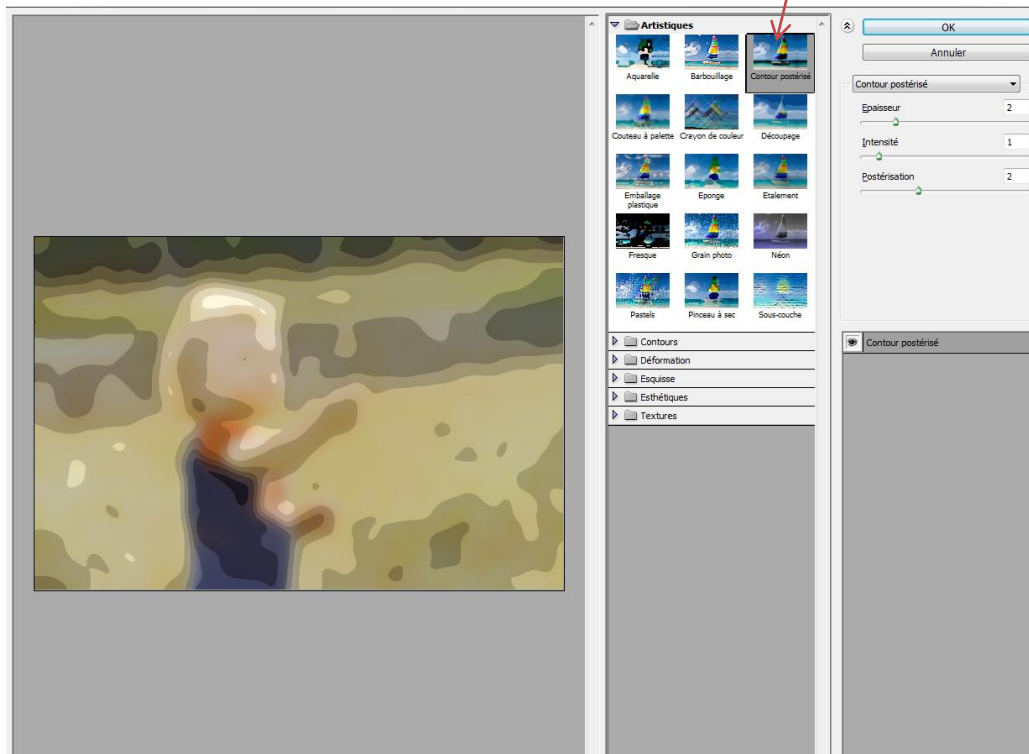 Artistiques
Aquarelle Barbouillage Contour postérisé
Couteau à palette Crayon de couleur Découpage
Emballage plastique Eponge Etalement
Fresque Grain photo Néon
Pastels Pinceau à sec Sous-couche
Contours
Déformation
Esquisse
Esthétiques
Textures
OK
Annuler
Contour postérisé
Epaisseur 2
Intensité 1
Postérisation 2
Contour postérisé